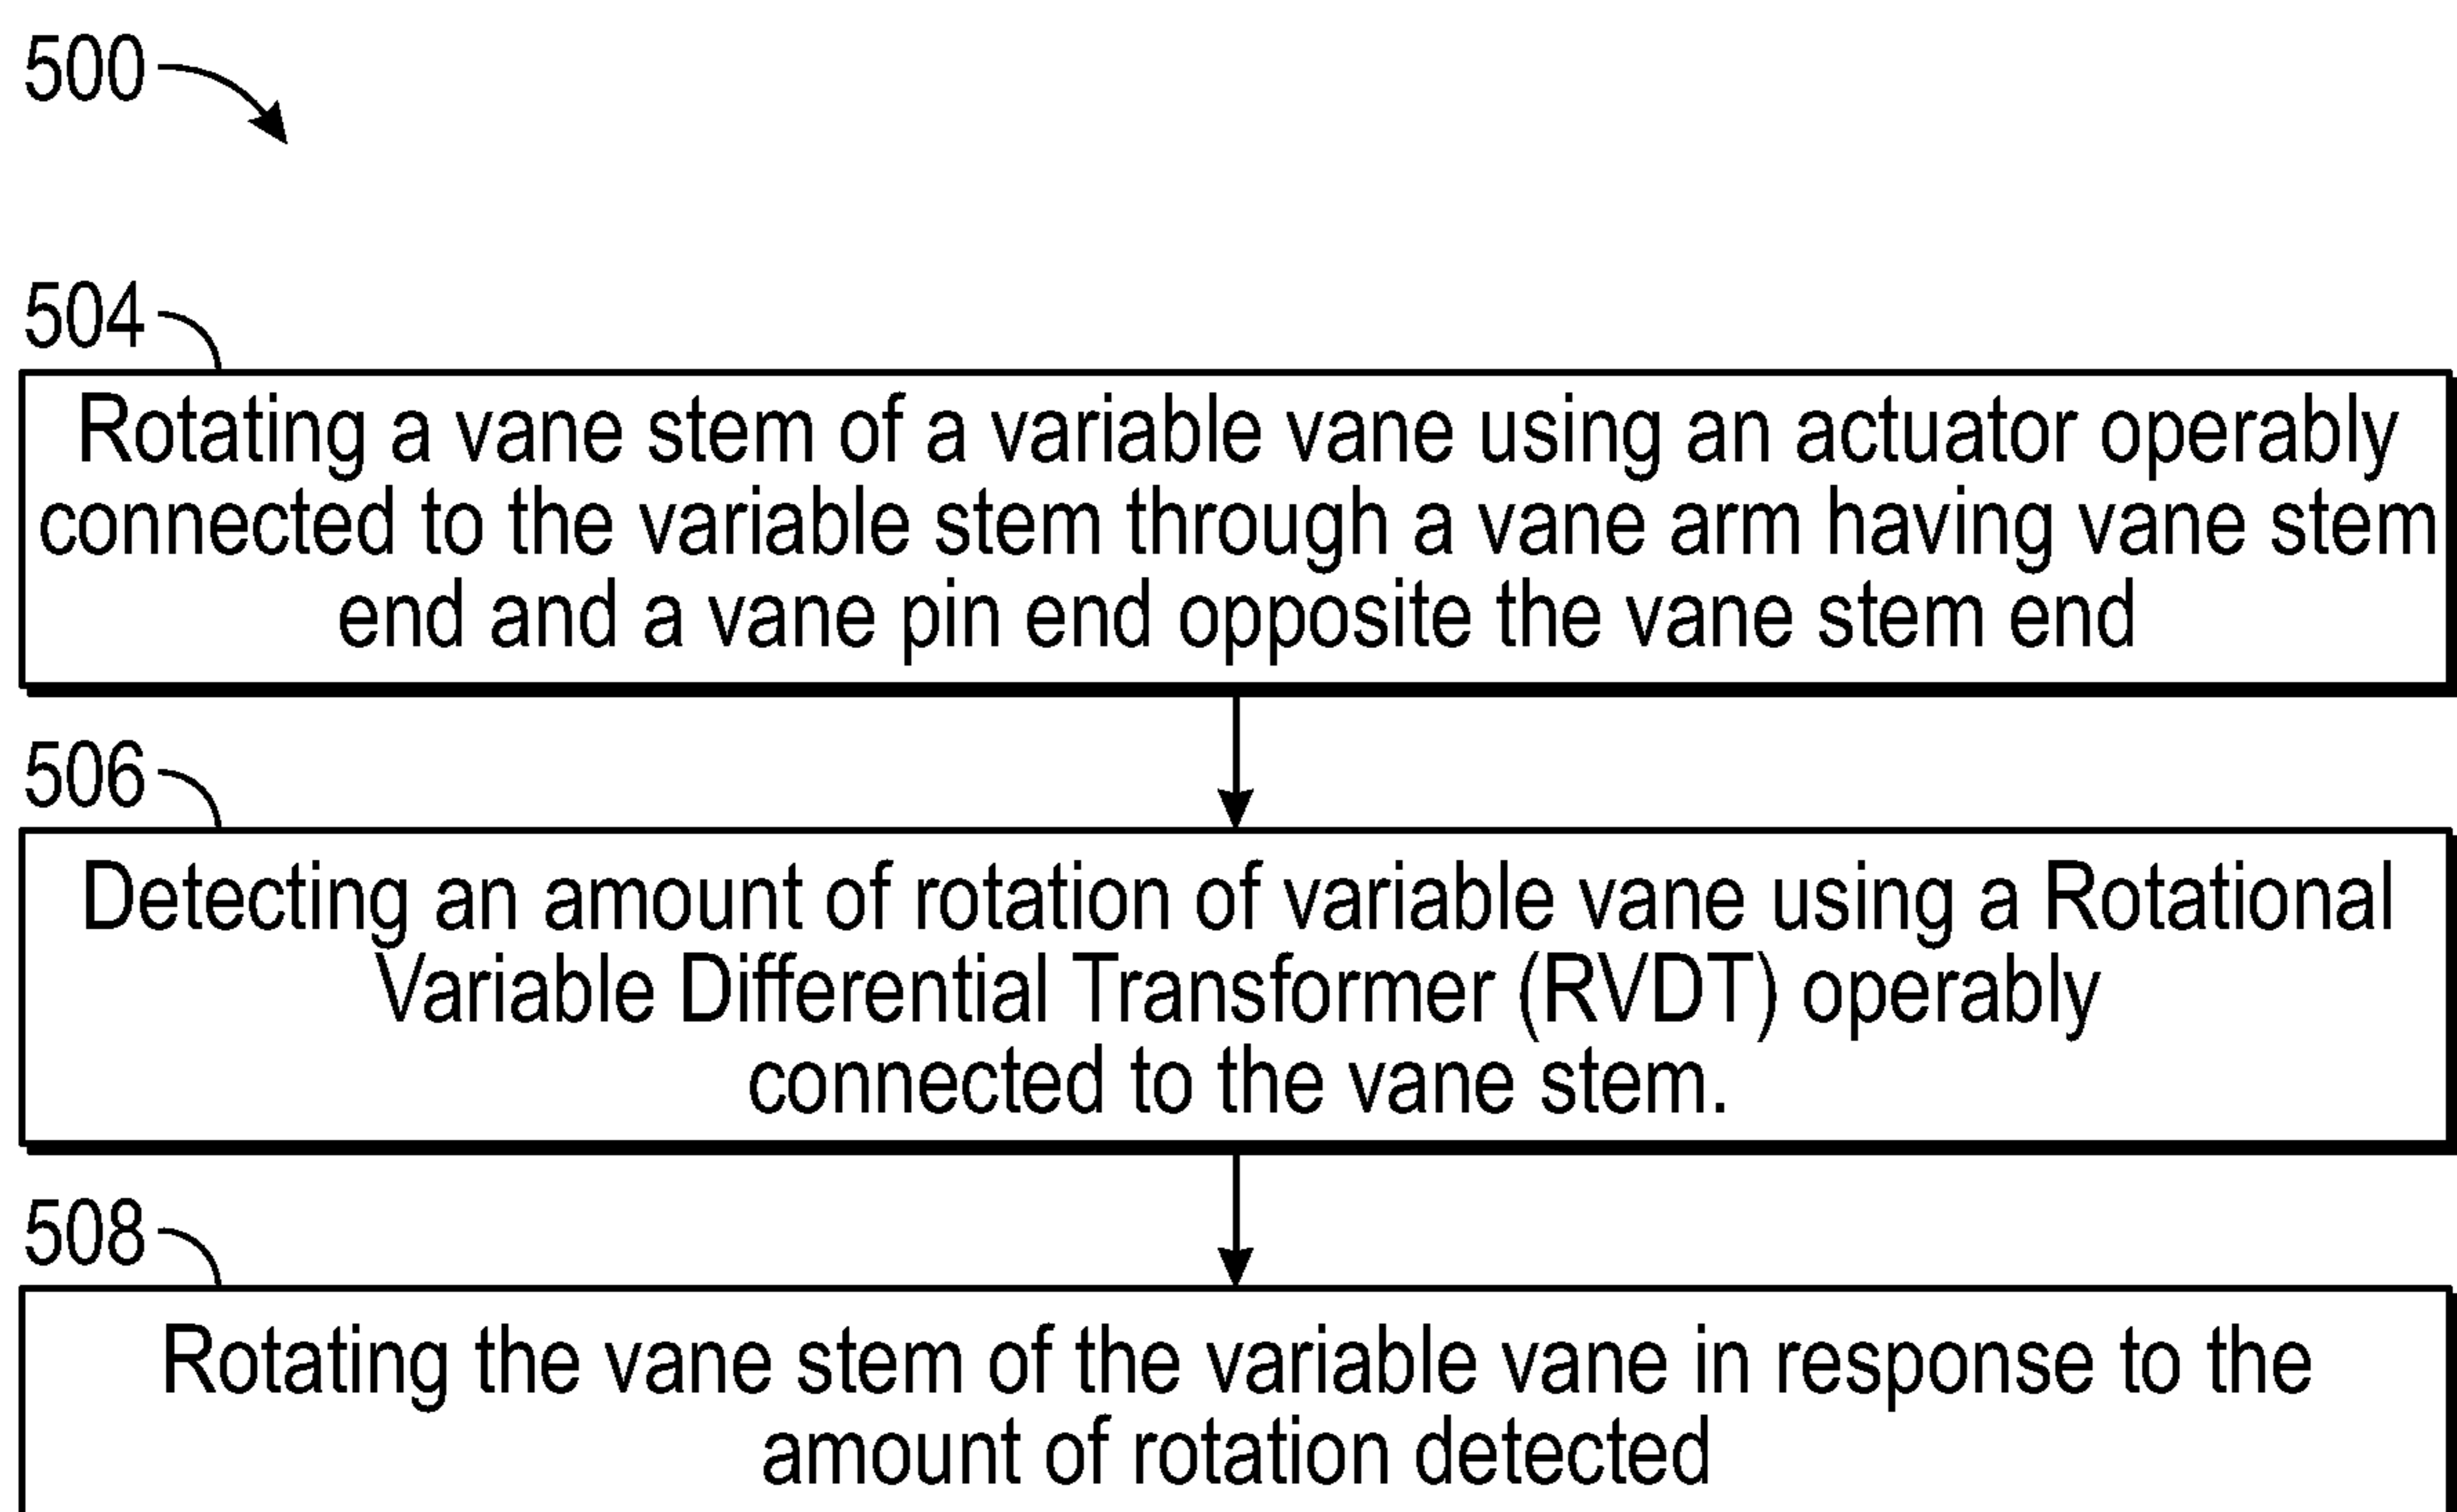 500
504
Rotating a vane stem of a variable vane using an actuator operably
connected to the variable stem through a vane arm having vane stem
end and a vane pin end opposite the vane stem end
506
Detecting an amount of rotation of variable vane using a Rotational
Variable Differential Transformer (RVDT) operably
connected to the vane stem.
508
Rotating the vane stem of the variable vane in response to the
amount of rotation detected